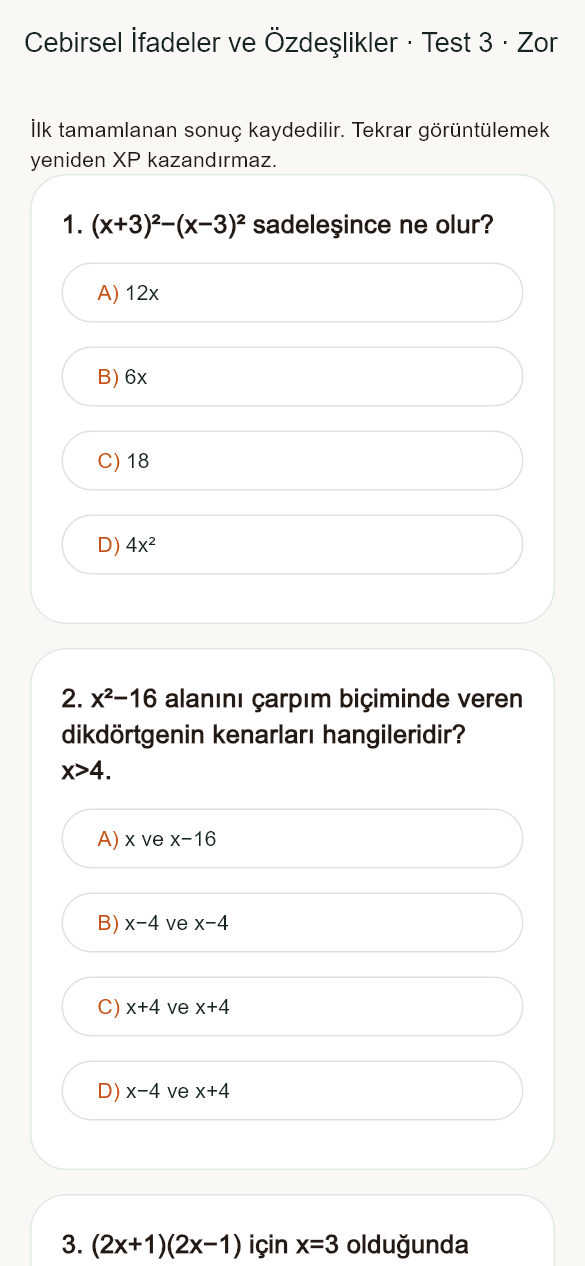 Cebirsel İfadeler ve Özdeşlikler · Test 3 · Zor
İlk tamamlanan sonuç kaydedilir. Tekrar görüntülemek
yeniden XP kazandırmaz.
1. (x+3)²−(x−3)² sadeleşince ne olur?
A) 12x
B) 6x
C) 18
D) 4x²
2. x²−16 alanını çarpım biçiminde veren
dikdörtgenin kenarları hangileridir?
x>4.
A) x ve x−16
B) x−4 ve x−4
C) x+4 ve x+4
D) x−4 ve x+4
3. (2x+1)(2x−1) için x=3 olduğunda